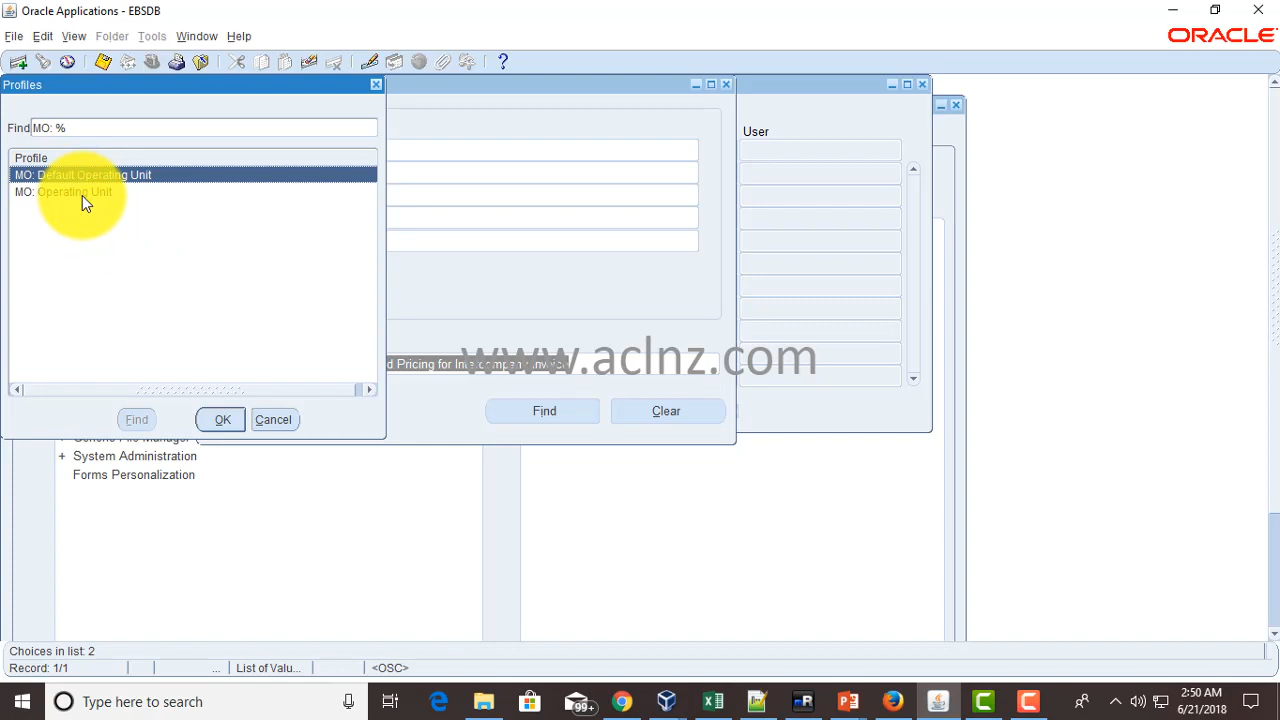 Oracle Applications - EBSDB
File Edit View Folder Tools Window Help
ORACLE
Profiles
Find MO: %
Profile
MO: Default Operating Unit
MO: Operating Unit
Find OK Cancel
User
d Pricing for Intercompany Invoice
www.aclnz.com
Find Clear
+ System Administration
Forms Personalization
Choices in list: 2
Record: 1/1 ... List of Valu... <OSC>
Type here to search
99+
2:50 AM
6/21/2018